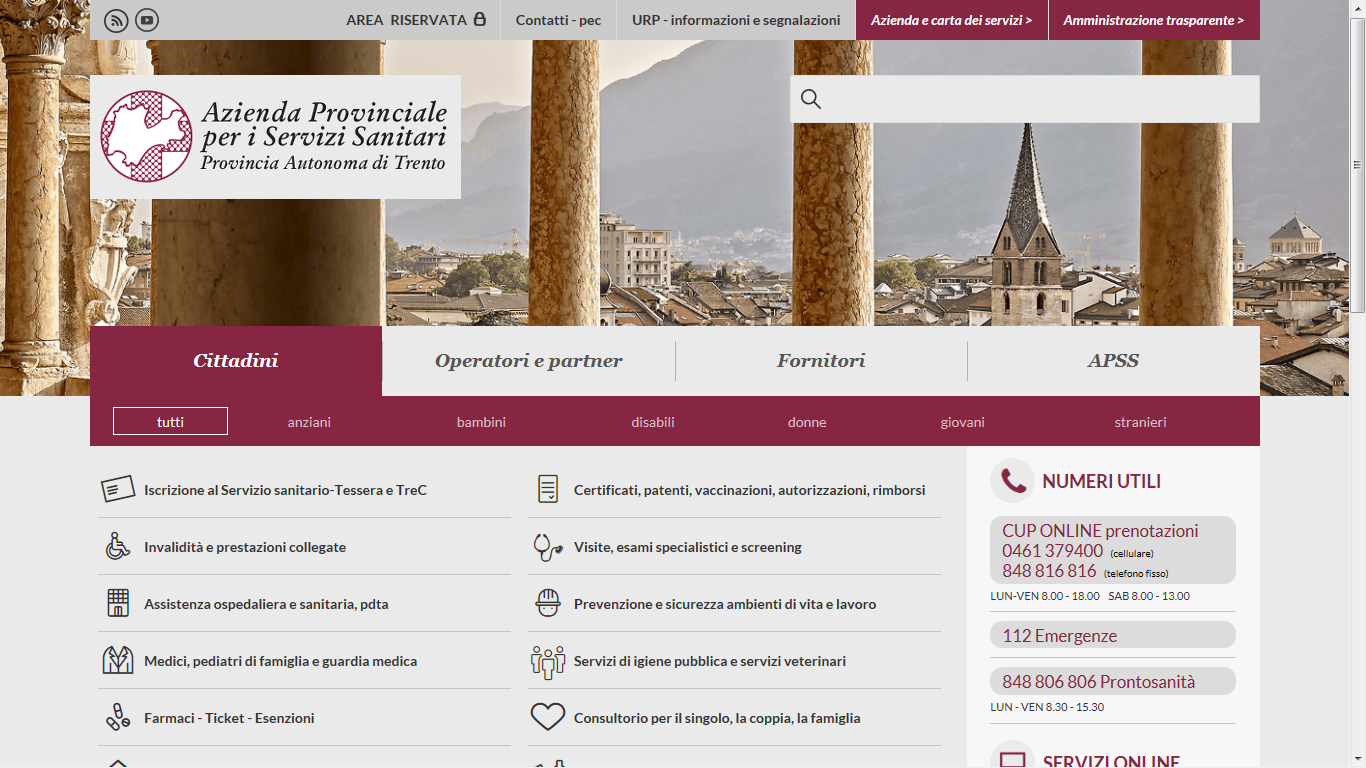 AREA RISERVATA
Contatti - pec
URP - informazioni e segnalazioni
Azienda e carta dei servizi >
Amministrazione trasparente >
Azienda Provinciale
per i Servizi Sanitari
Provincia Autonoma di Trento
Cittadini
Operatori e partner
Fornitori
APSS
tutti
anziani
bambini
disabili
donne
giovani
stranieri
Iscrizione al Servizio sanitario-Tessera e TreC
Certificati, patenti, vaccinazioni, autorizzazioni, rimborsi
Invalidità e prestazioni collegate
Visite, esami specialistici e screening
Assistenza ospedaliera e sanitaria, pdta
Prevenzione e sicurezza ambienti di vita e lavoro
Medici, pediatri di famiglia e guardia medica
Servizi di igiene pubblica e servizi veterinari
Farmaci - Ticket - Esenzioni
Consultorio per il singolo, la coppia, la famiglia
NUMERI UTILI
CUP ONLINE prenotazioni
0461 379400 (cellulare)
848 816 816 (telefono fisso)
LUN-VEN 8.00 - 18.00 SAB 8.00 - 13.00
112 Emergenze
848 806 806 Prontosanità
LUN - VEN 8.30 - 15.30
SERVIZI ONLINE